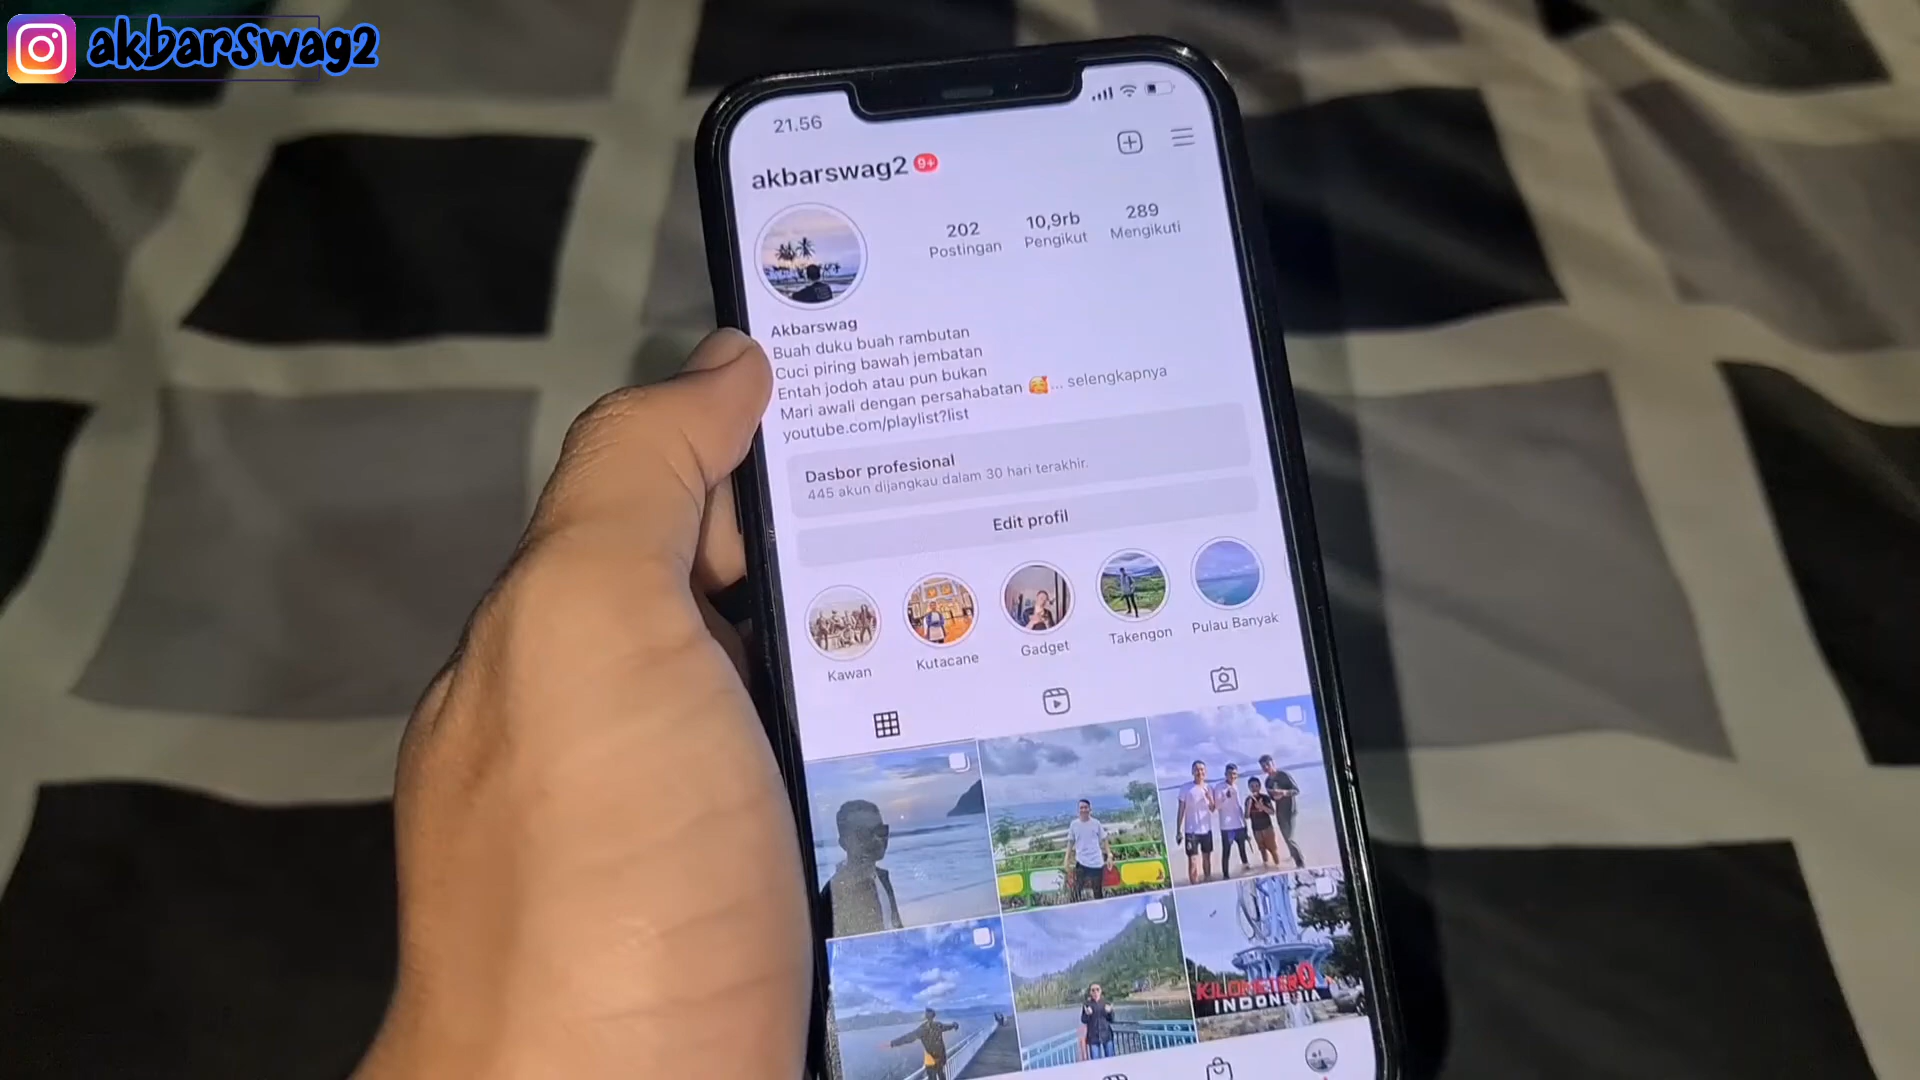 akbarswag2
21.56
akbarswag2 9+
202 10,9rb 289
Postingan Pengikut Mengikuti
Akbarswag
Buah duku buah rambutan
Cuci piring bawah jembatan
Entah jodoh atau pun bukan
Mari awali dengan persahabatan 🥰... selengkapnya
youtube.com/playlist?list
Dasbor profesional
445 akun dijangkau dalam 30 hari terakhir.
Edit profil
Kawan Kutacane Gadget Takengon Pulau Banyak
KILOMETER0
INDONESIA